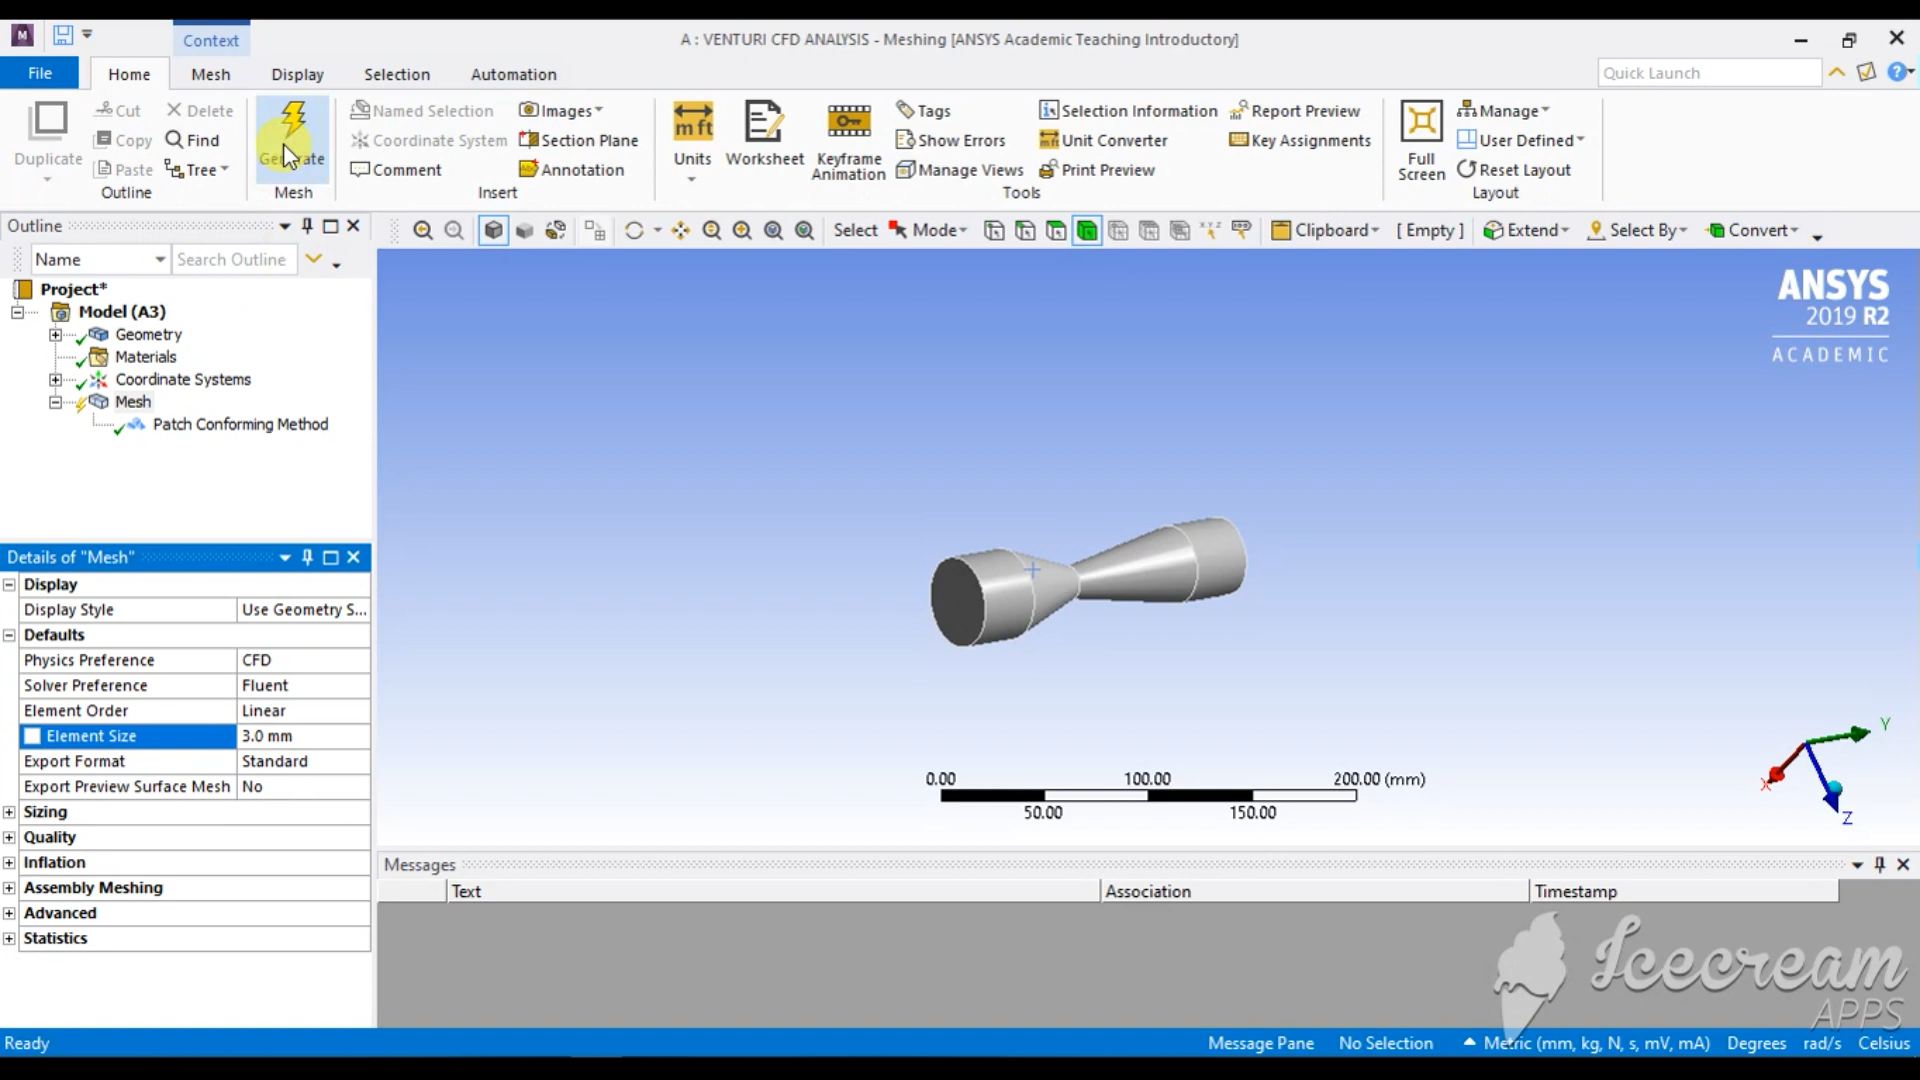 M
Context
A : VENTURI CFD ANALYSIS - Meshing [ANSYS Academic Teaching Introductory]
File Home Mesh Display Selection Automation Quick Launch
Duplicate Cut Copy Paste Delete Find Tree
Outline
Generate
Mesh
Named Selection Images
Coordinate System Section Plane
Comment Annotation
Insert
mft
Units Worksheet Keyframe Animation
Tags Selection Information Report Preview
Show Errors Unit Converter Key Assignments
Manage Views Print Preview
Tools
Full Screen
Manage
User Defined
Reset Layout
Layout
Select Mode Clipboard [ Empty ] Extend Select By Convert
Outline
Name Search Outline
Project*
Model (A3)
Geometry
Materials
Coordinate Systems
Mesh
Patch Conforming Method
Details of "Mesh"
Display
Display Style Use Geometry S...
Defaults
Physics Preference CFD
Solver Preference Fluent
Element Order Linear
Element Size 3.0 mm
Export Format Standard
Export Preview Surface Mesh No
Sizing
Quality
Inflation
Assembly Meshing
Advanced
Statistics
ANSYS
2019 R2
ACADEMIC
0.00 100.00 200.00 (mm)
50.00 150.00
X Y Z
Messages
Text Association Timestamp
Icecream
APPS
Ready Message Pane No Selection Metric (mm, kg, N, s, mV, mA) Degrees rad/s Celsius